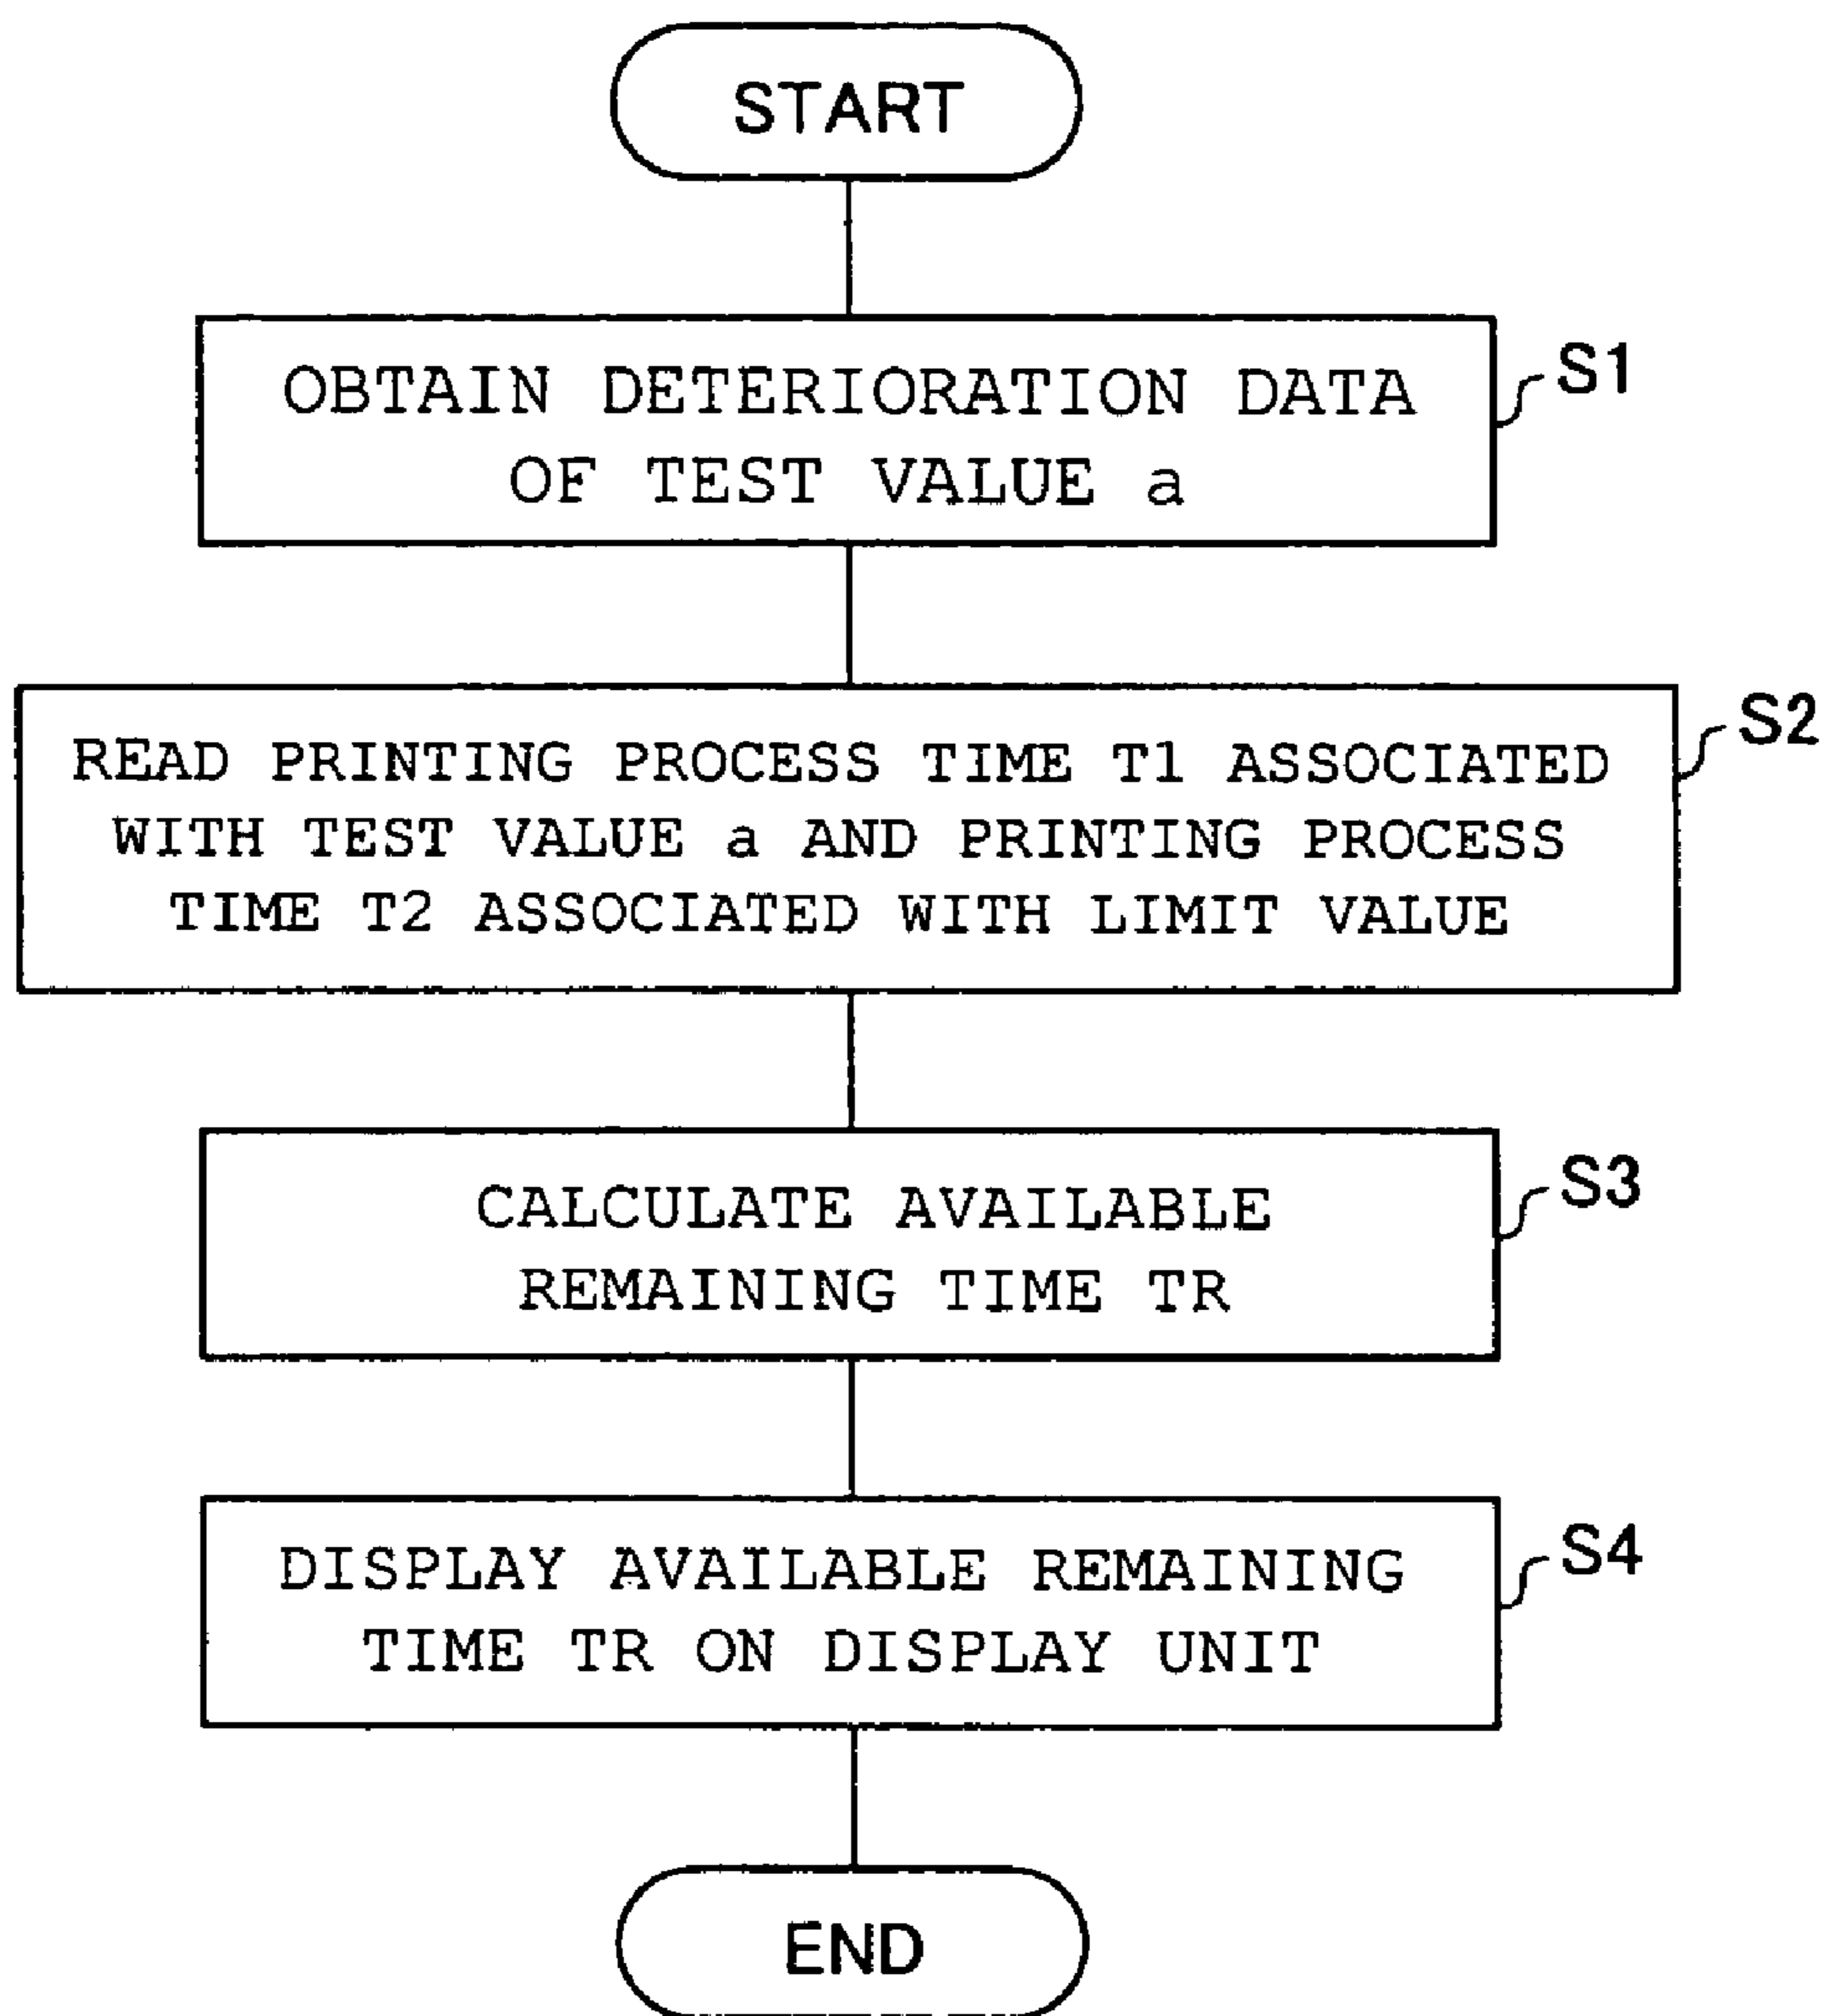 START
OBTAIN DETERIORATION DATA
OF TEST VALUE a
S1
READ PRINTING PROCESS TIME T1 ASSOCIATED
WITH TEST VALUE a AND PRINTING PROCESS
TIME T2 ASSOCIATED WITH LIMIT VALUE
S2
CALCULATE AVAILABLE
REMAINING TIME TR
S3
DISPLAY AVAILABLE REMAINING
TIME TR ON DISPLAY UNIT
S4
END